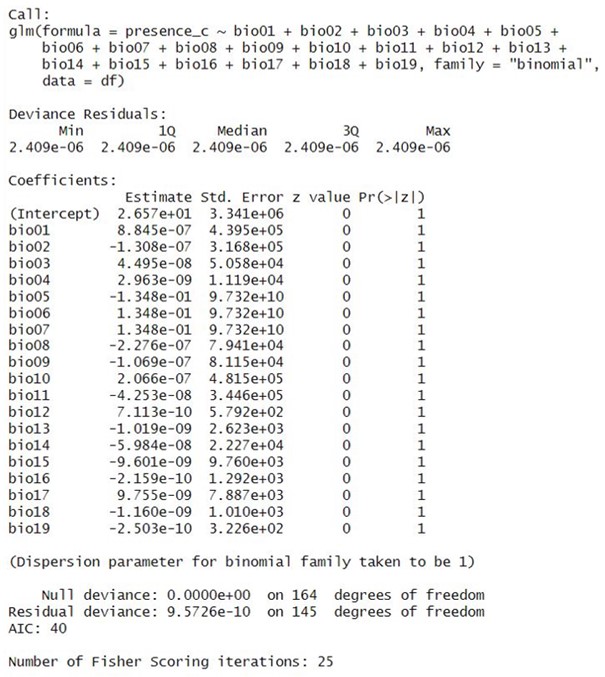 Call:
glm(formula = presence_c ~ bio01 + bio02 + bio03 + bio04 + bio05 +
bio06 + bio07 + bio08 + bio09 + bio10 + bio11 + bio12 + bio13 +
bio14 + bio15 + bio16 + bio17 + bio18 + bio19, family = "binomial",
data = df)
Deviance Residuals:
Min 1Q Median 3Q Max
2.409e-06 2.409e-06 2.409e-06 2.409e-06 2.409e-06
Coefficients:
Estimate Std. Error z value Pr(>|z|)
(Intercept) 2.657e+01 3.341e+06 0 1
bio01 8.845e-07 4.395e+05 0 1
bio02 -1.308e-07 3.168e+05 0 1
bio03 4.495e-08 5.058e+04 0 1
bio04 2.963e-09 1.119e+04 0 1
bio05 -1.348e-01 9.732e+10 0 1
bio06 1.348e-01 9.732e+10 0 1
bio07 1.348e-01 9.732e+10 0 1
bio08 -2.276e-07 7.941e+04 0 1
bio09 -1.069e-07 8.115e+04 0 1
bio10 2.066e-07 4.815e+05 0 1
bio11 -4.253e-08 3.446e+05 0 1
bio12 7.113e-10 5.792e+02 0 1
bio13 -1.019e-09 2.623e+03 0 1
bio14 -5.984e-08 2.227e+04 0 1
bio15 -9.601e-09 9.760e+03 0 1
bio16 -2.159e-10 1.292e+03 0 1
bio17 9.755e-09 7.887e+03 0 1
bio18 -1.160e-09 1.010e+03 0 1
bio19 -2.503e-10 3.226e+02 0 1
(Dispersion parameter for binomial family taken to be 1)
Null deviance: 0.0000e+00 on 164 degrees of freedom
Residual deviance: 9.5726e-10 on 145 degrees of freedom
AIC: 40
Number of Fisher Scoring iterations: 25